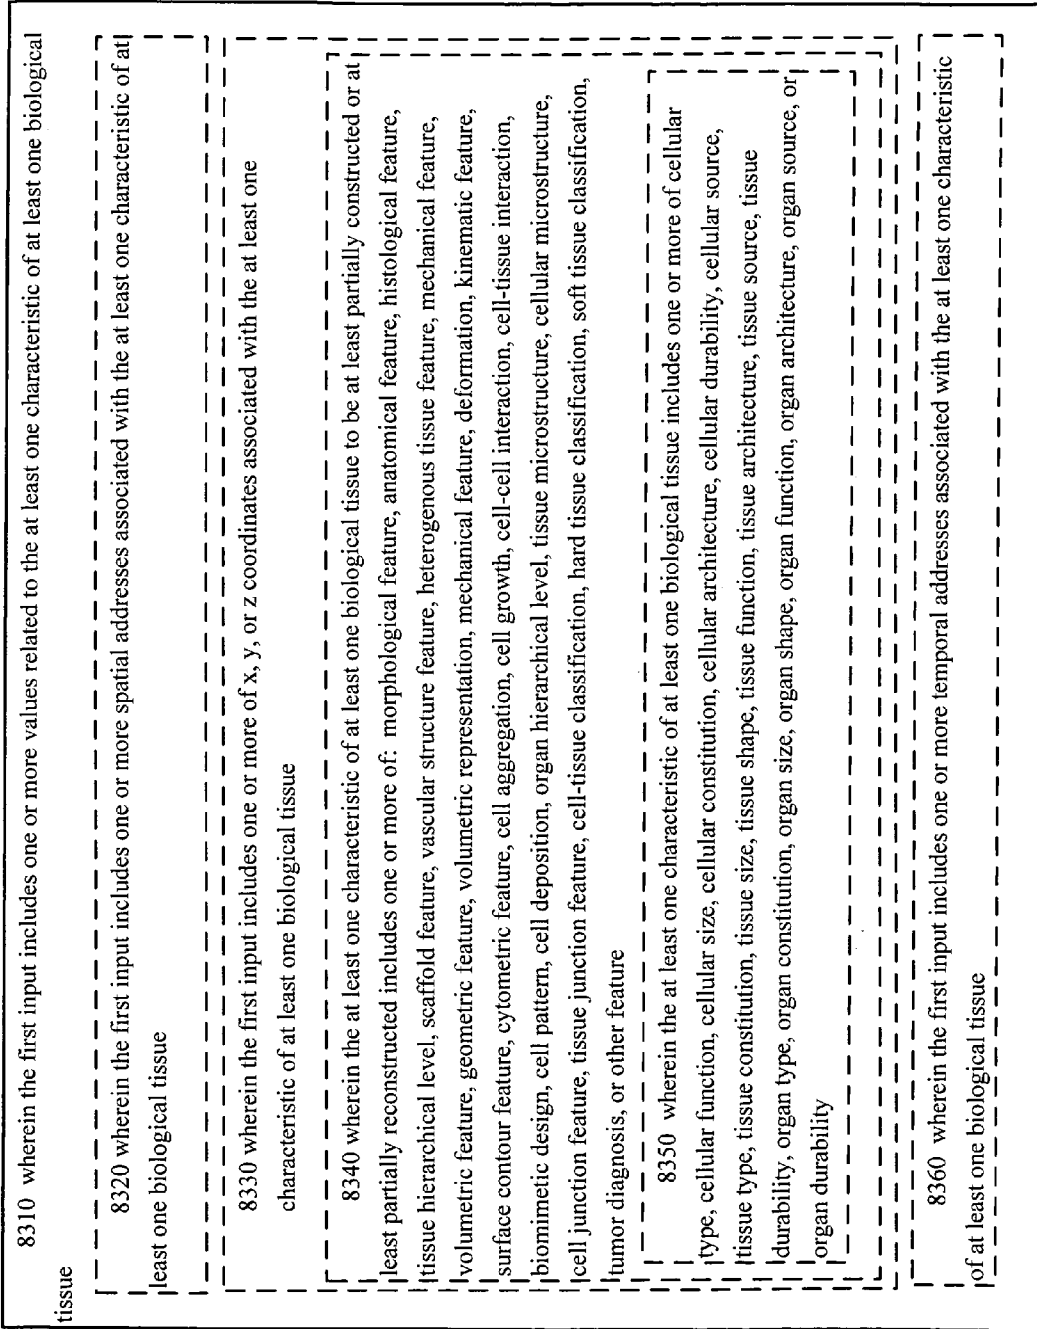 8310 wherein the first input includes one or more values related to the at least one characteristic of at least one biological
tissue
8320 wherein the first input includes one or more spatial addresses associated with the at least one characteristic of at
least one biological tissue
8330 wherein the first input includes one or more of x, y, or z coordinates associated with the at least one
characteristic of at least one biological tissue
8340 wherein the at least one characteristic of at least one biological tissue to be at least partially constructed or at
least partially reconstructed includes one or more of: morphological feature, anatomical feature, histological feature,
tissue hierarchical level, scaffold feature, vascular structure feature, heterogenous tissue feature, mechanical feature,
volumetric feature, geometric feature, volumetric representation, mechanical feature, deformation, kinematic feature,
surface contour feature, cytometric feature, cell aggregation, cell growth, cell-cell interaction, cell-tissue interaction,
biomimetic design, cell pattern, cell deposition, organ hierarchical level, tissue microstructure, cellular microstructure,
cell junction feature, tissue junction feature, cell-tissue classification, hard tissue classification, soft tissue classification,
tumor diagnosis, or other feature
8350 wherein the at least one characteristic of at least one biological tissue includes one or more of cellular
type, cellular function, cellular size, cellular constitution, cellular architecture, cellular durability, cellular source,
tissue type, tissue constitution, tissue size, tissue shape, tissue function, tissue architecture, tissue source, tissue
durability, organ type, organ constitution, organ size, organ shape, organ function, organ architecture, organ source, or
organ durability
8360 wherein the first input includes one or more temporal addresses associated with the at least one characteristic
of at least one biological tissue